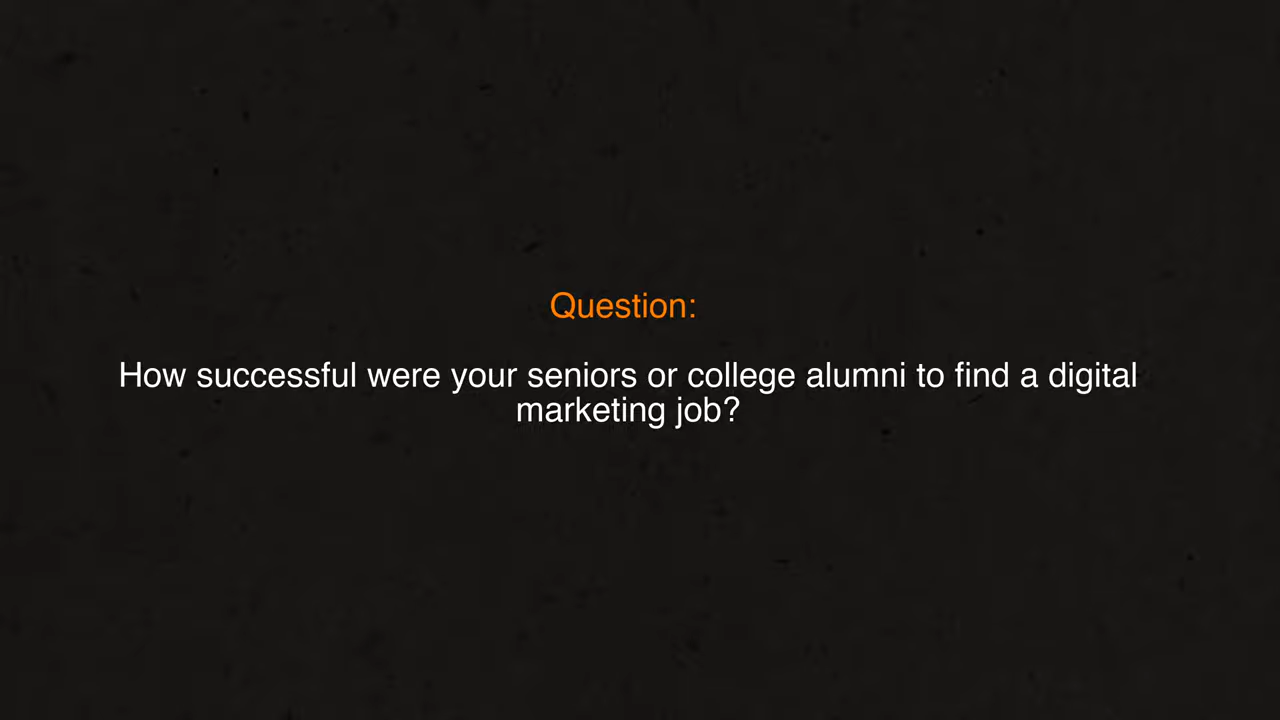 Question:
How successful were your seniors or college alumni to find a digital
marketing job?